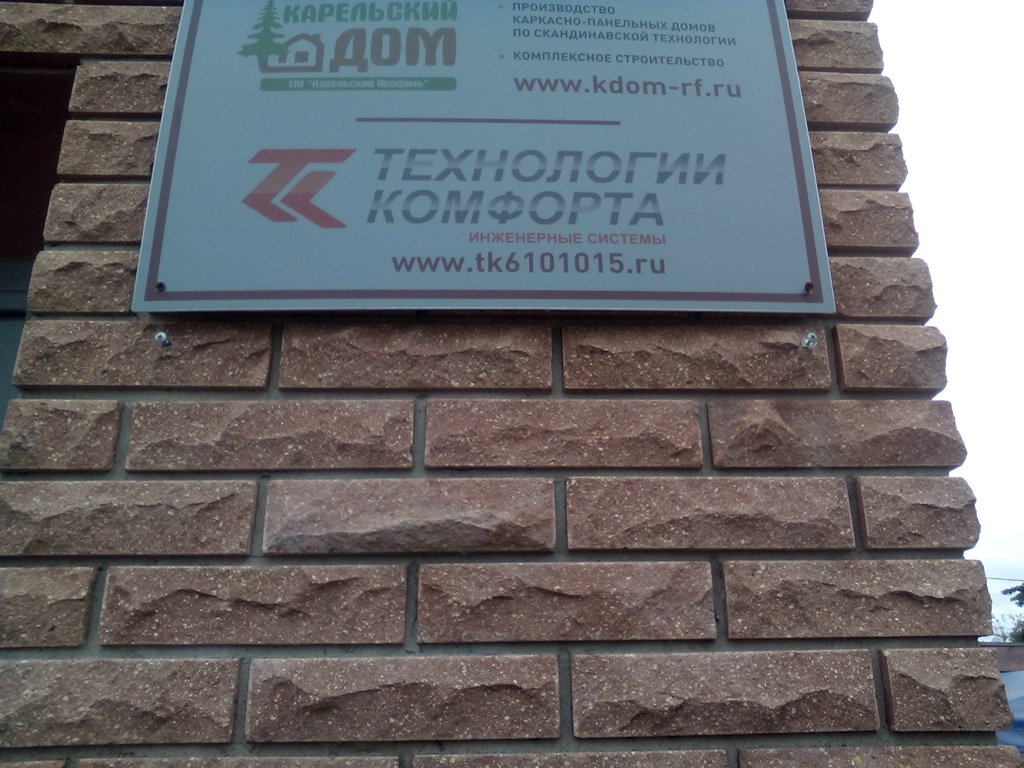 КАРЕЛЬСКИЙ
ДОМ
ТМ "Карельский Профиль"
• ПРОИЗВОДСТВО
КАРКАСНО-ПАНЕЛЬНЫХ ДОМОВ
ПО СКАНДИНАВСКОЙ ТЕХНОЛОГИИ
• КОМПЛЕКСНОЕ СТРОИТЕЛЬСТВО
www.kdom-rf.ru
ТК ТЕХНОЛОГИИ
КОМФОРТА
ИНЖЕНЕРНЫЕ СИСТЕМЫ
www.tk6101015.ru